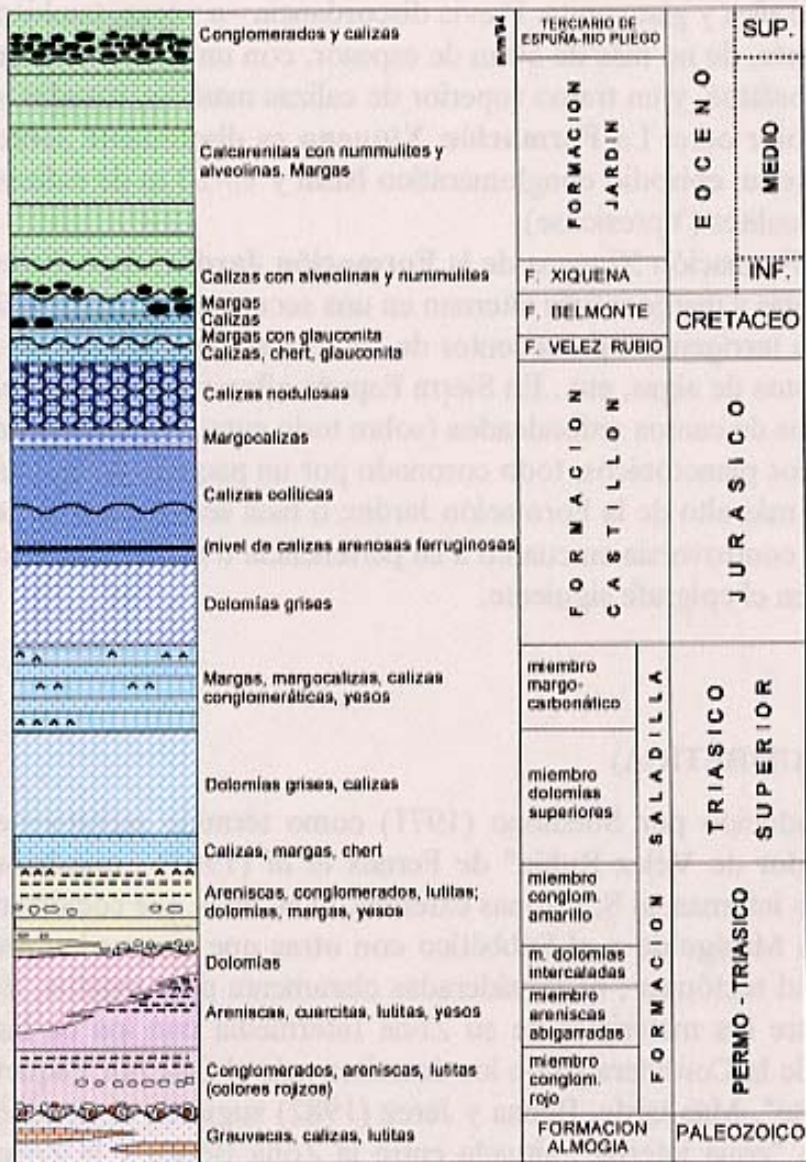 Conglomerados y calizas
TERCIARIO DE
ESPUÑA-RIO PLIEGO
SUP.
Calcarenitas con nummulites y
alveolinas, Margas
FORMACION
JARDIN
EOCENO
MEDIO
Calizas con alveolinas y nummulites
F. XIQUENA
INF.
Margas
Calizas
F. BELMONTE
CRETACEO
Margas con glauconita
Calizas, chert, glauconita
F. VELEZ RUBIO
Calizas nodulosas
Margocalizas
Calizas oolíticas
(nivel de calizas arenosas ferruginosas)
Dolomías grises
FORMACION
CASTILLON
JURASICO
Margas, margocalizas, calizas
conglomeráticas, yesos
miembro
margo-
carbonático
Dolomías grises, calizas
miembro
dolomías
superiores
Calizas, margas, chert
TRIASICO
SUPERIOR
Areniscas, conglomerados, lutitas;
dolomías, margas, yesos
miembro
conglom.
amarillo
Dolomías
m. dolomías
intercaladas
Areniscas, cuarcitas, lutitas, yesos
miembro
areniscas
abigarradas
Conglomerados, areniscas, lutitas
(colores rojizos)
miembro
conglom.
rojo
FORMACION SALADILLA
PERMO TRIASICO
Grauvacas, calizas, lutitas
FORMACION
ALMOGIA
PALEOZOICO